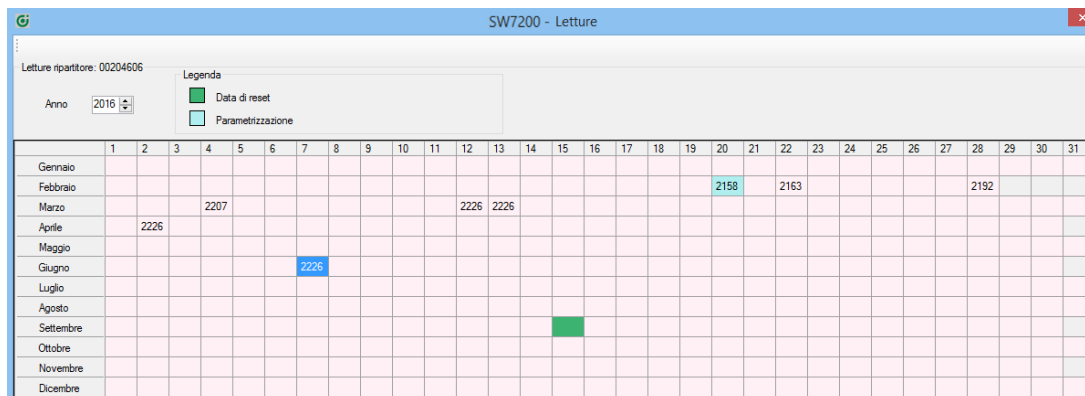 SW7200 - Letture
Letture ripartitore: 00204606
Legenda
Anno 2016
Data di reset
Parametrizzazione
1 2 3 4 5 6 7 8 9 10 11 12 13 14 15 16 17 18 19 20 21 22 23 24 25 26 27 28 29 30 31
Gennaio
Febbraio 2158 2163 2192
Marzo 2207 2226 2226
Aprile 2226
Maggio
Giugno 2226
Luglio
Agosto
Settembre
Ottobre
Novembre
Dicembre